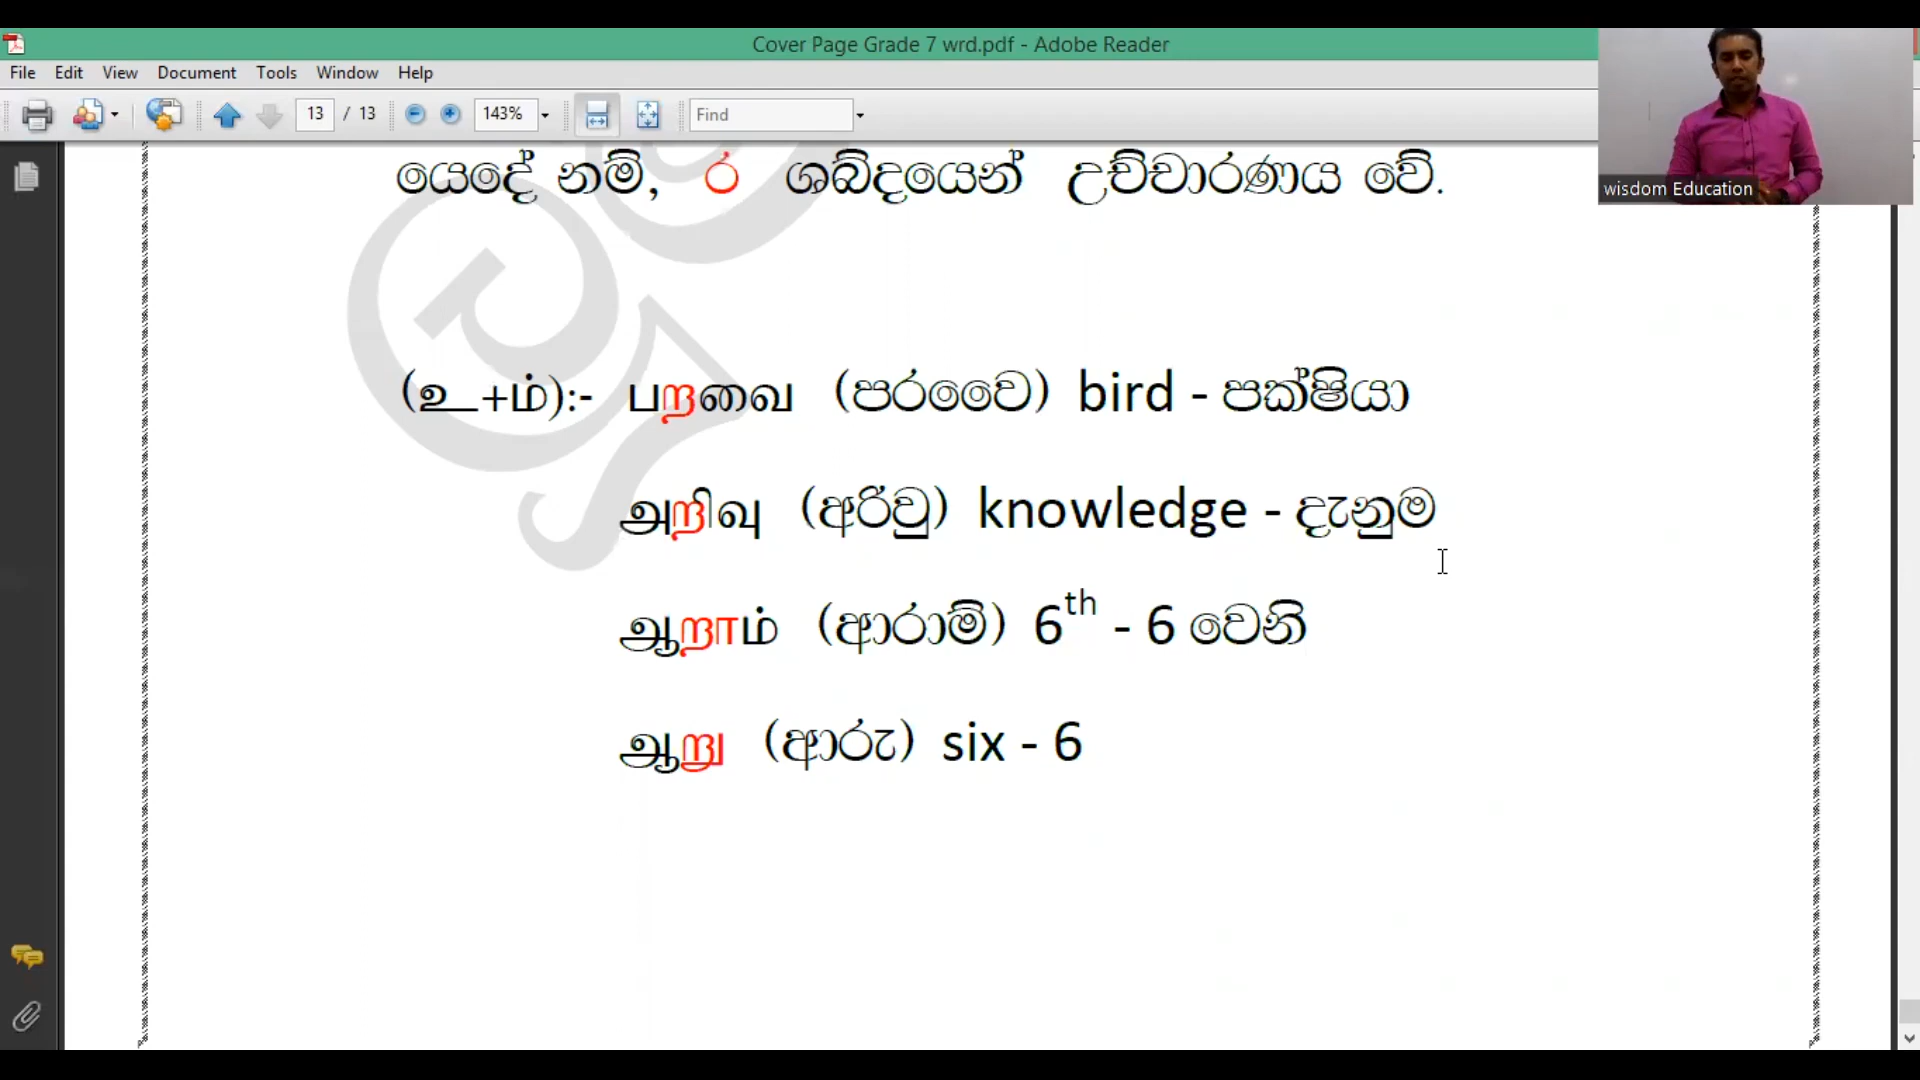 Cover Page Grade 7 wrd.pdf - Adobe Reader
File Edit View Document Tools Window Help
13 / 13 143% Find
wisdom Education
යෙදේ නම්, ர ශබ්දයෙන් උච්චාරණය වේ.
(உ+ம்):- பறவை (පරවෛ) bird - පක්ෂියා
அறிவு (අරිවු) knowledge - දැනුම
ஆறாம் (ආරාම්) 6th - 6 වෙනි
ஆறு (ආරු) six - 6